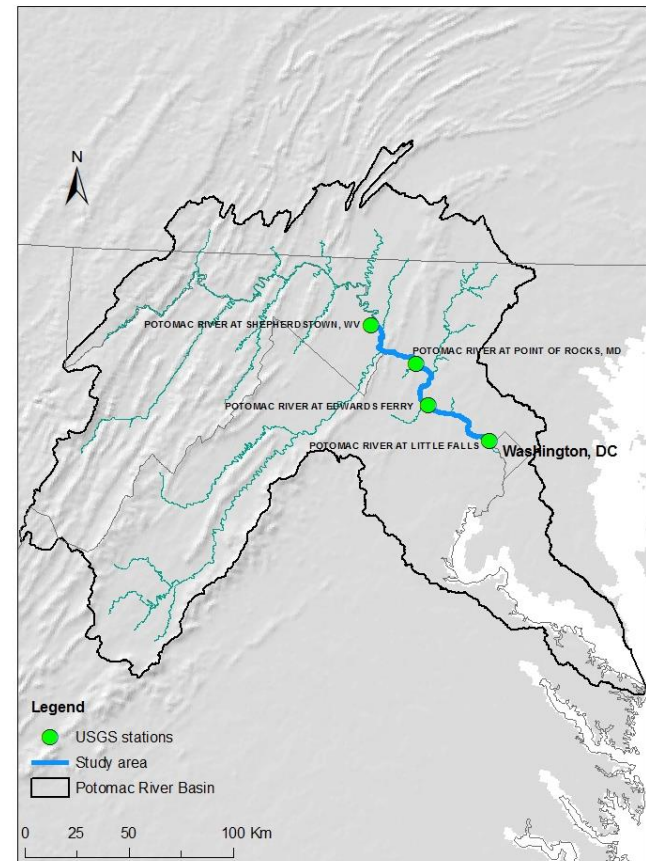 N
POTOMAC RIVER AT SHEPHERDSTOWN, WV
POTOMAC RIVER AT POINT OF ROCKS, MD
POTOMAC RIVER AT EDWARDS FERRY
POTOMAC RIVER AT LITTLE FALLS
Washington, DC
Legend
USGS stations
Study area
Potomac River Basin
0 25 50 100 Km